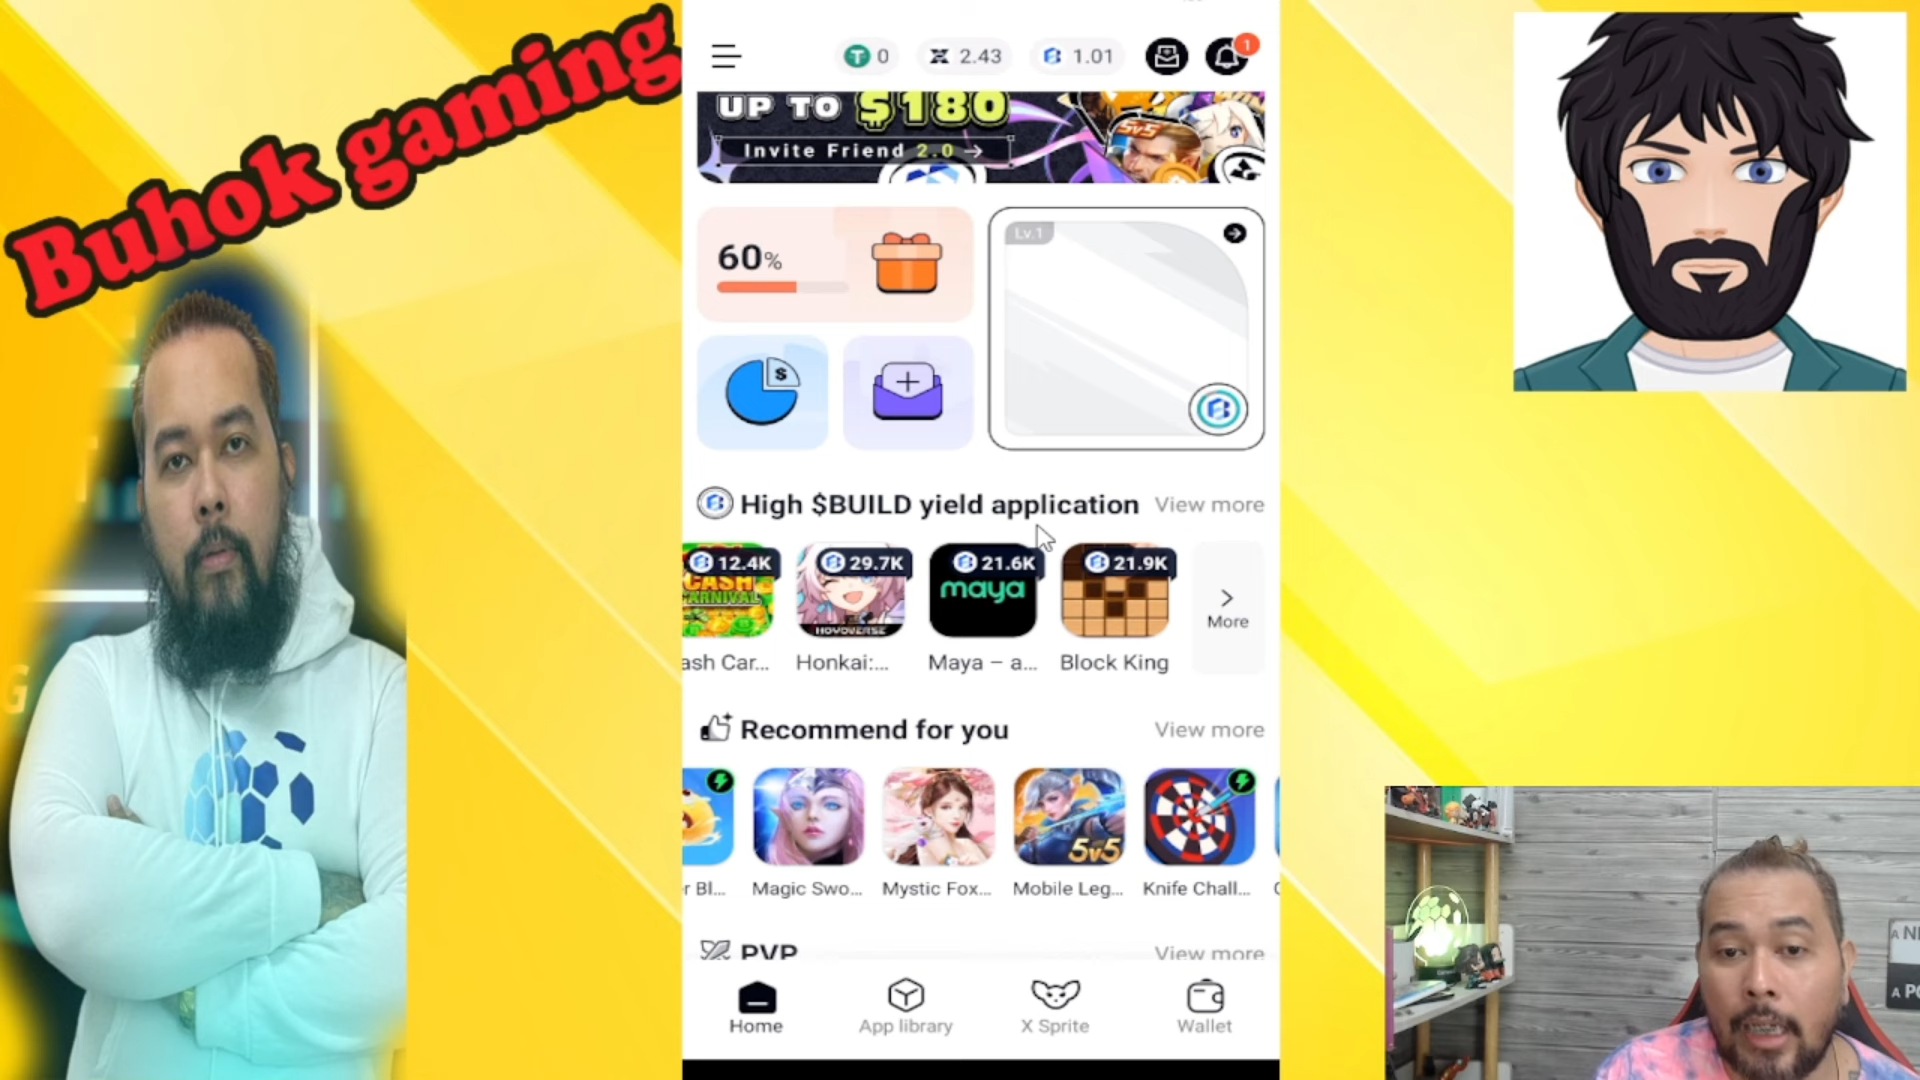 Buhok gaming
0
2.43
1.01
1
UP TO $180
Invite Friend 2.0 →
5v5
60%
Lv.1
$
High $BUILD yield application
View more
12.4K
29.7K
21.6K
21.9K
CASH
HOYOVERSE
maya
More
ash Car...
Honkai:...
Maya – a...
Block King
Recommend for you
View more
5v5
r Bl...
Magic Swo...
Mystic Fox...
Mobile Leg...
Knife Chall...
PVP
View more
Home
App library
X Sprite
Wallet
G
A NE
A PO